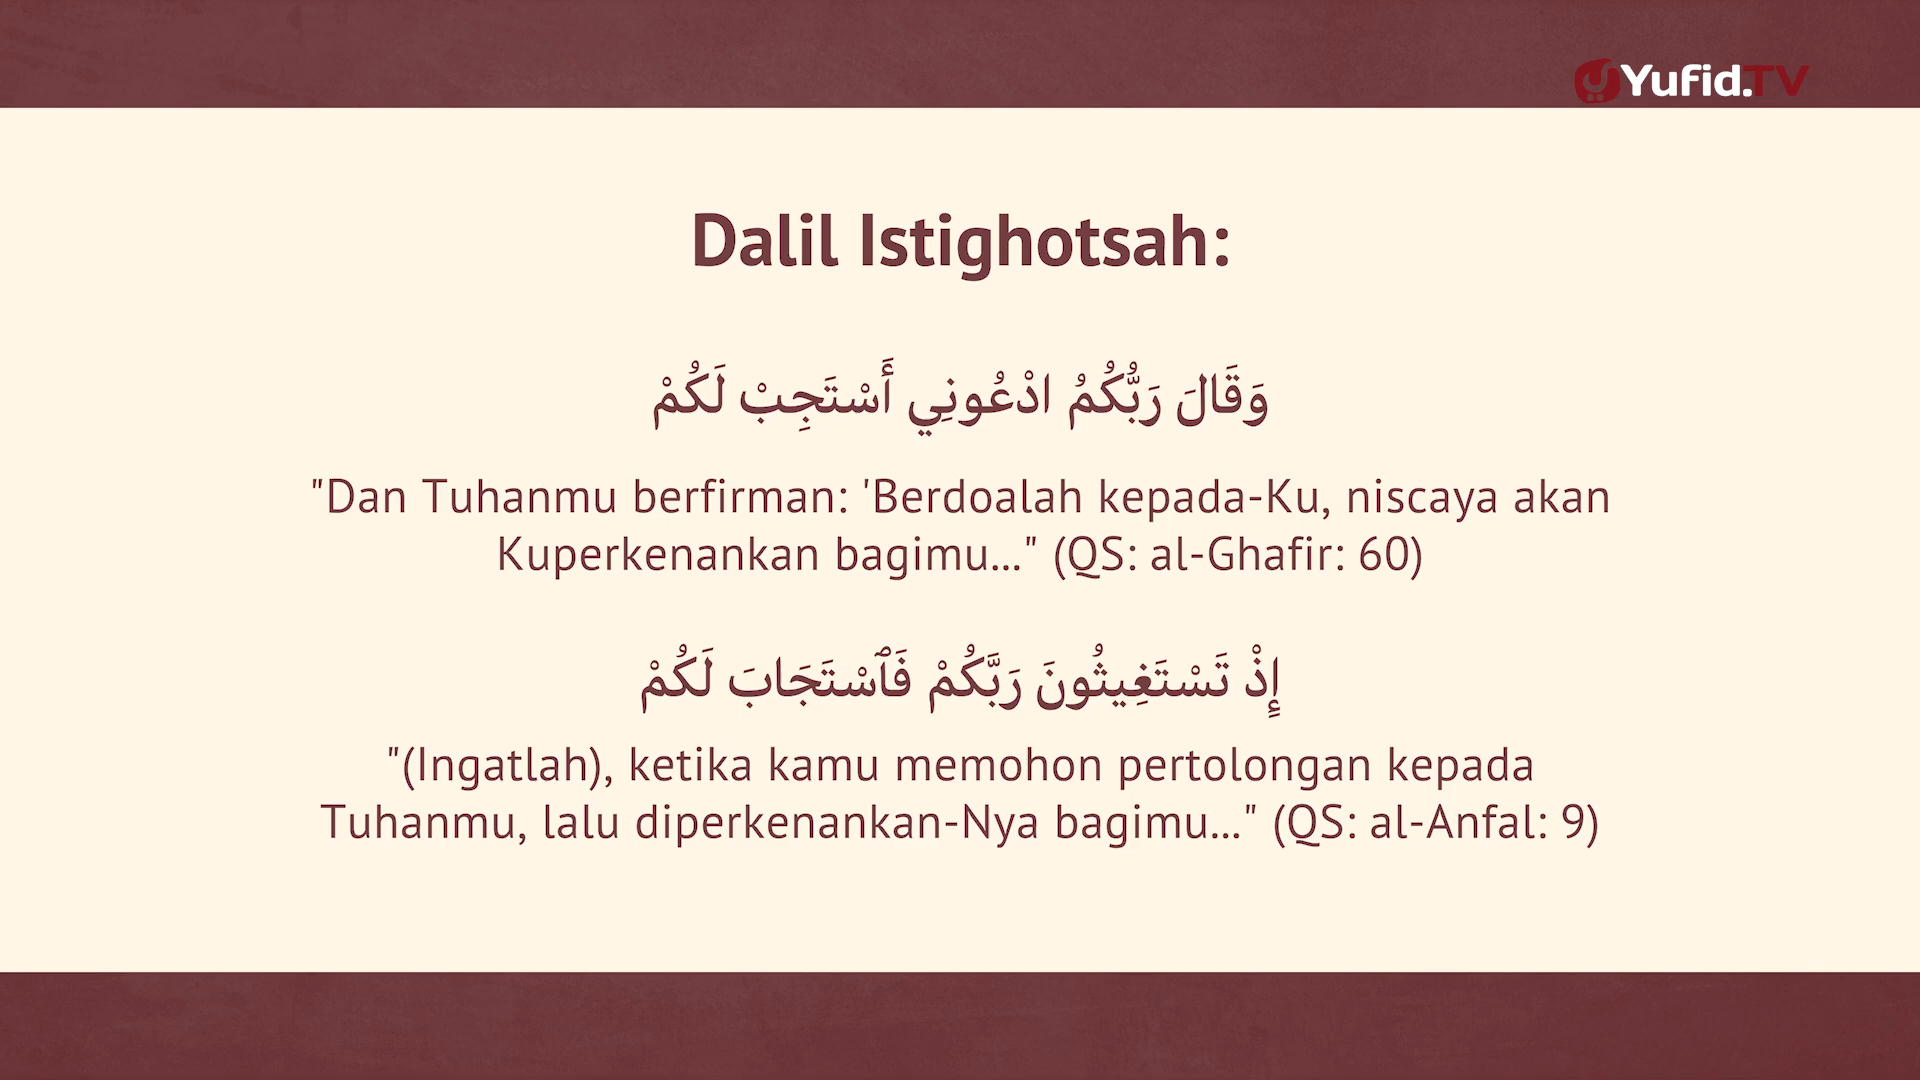 Yufid.TV
Dalil Istighotsah:
وَقَالَ رَبُّكُمُ ادْعُونِي أَسْتَجِبْ لَكُمْ
"Dan Tuhanmu berfirman: 'Berdoalah kepada-Ku, niscaya akan
Kuperkenankan bagimu..." (QS: al-Ghafir: 60)
إِذْ تَسْتَغِيثُونَ رَبَّكُمْ فَٱسْتَجَابَ لَكُمْ
"(Ingatlah), ketika kamu memohon pertolongan kepada
Tuhanmu, lalu diperkenankan-Nya bagimu..." (QS: al-Anfal: 9)